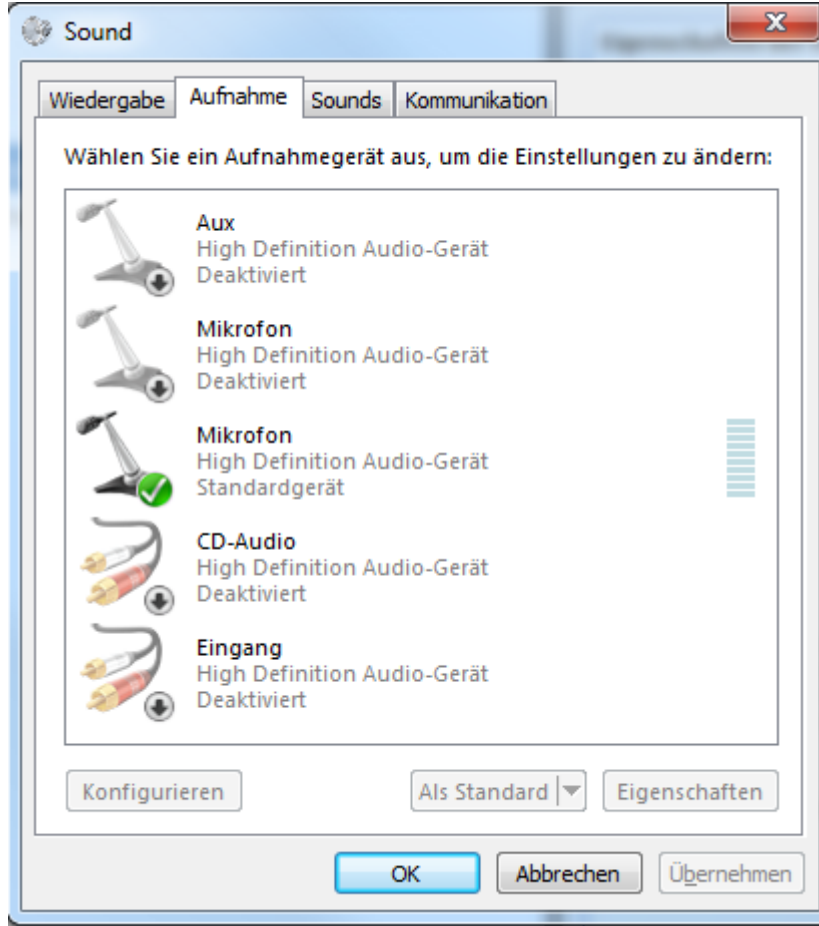 Sound
Wiedergabe Aufnahme Sounds Kommunikation
Wählen Sie ein Aufnahmegerät aus, um die Einstellungen zu ändern:
Aux
High Definition Audio-Gerät
Deaktiviert
Mikrofon
High Definition Audio-Gerät
Deaktiviert
Mikrofon
High Definition Audio-Gerät
Standardgerät
CD-Audio
High Definition Audio-Gerät
Deaktiviert
Eingang
High Definition Audio-Gerät
Deaktiviert
Konfigurieren Als Standard Eigenschaften
OK Abbrechen Übernehmen